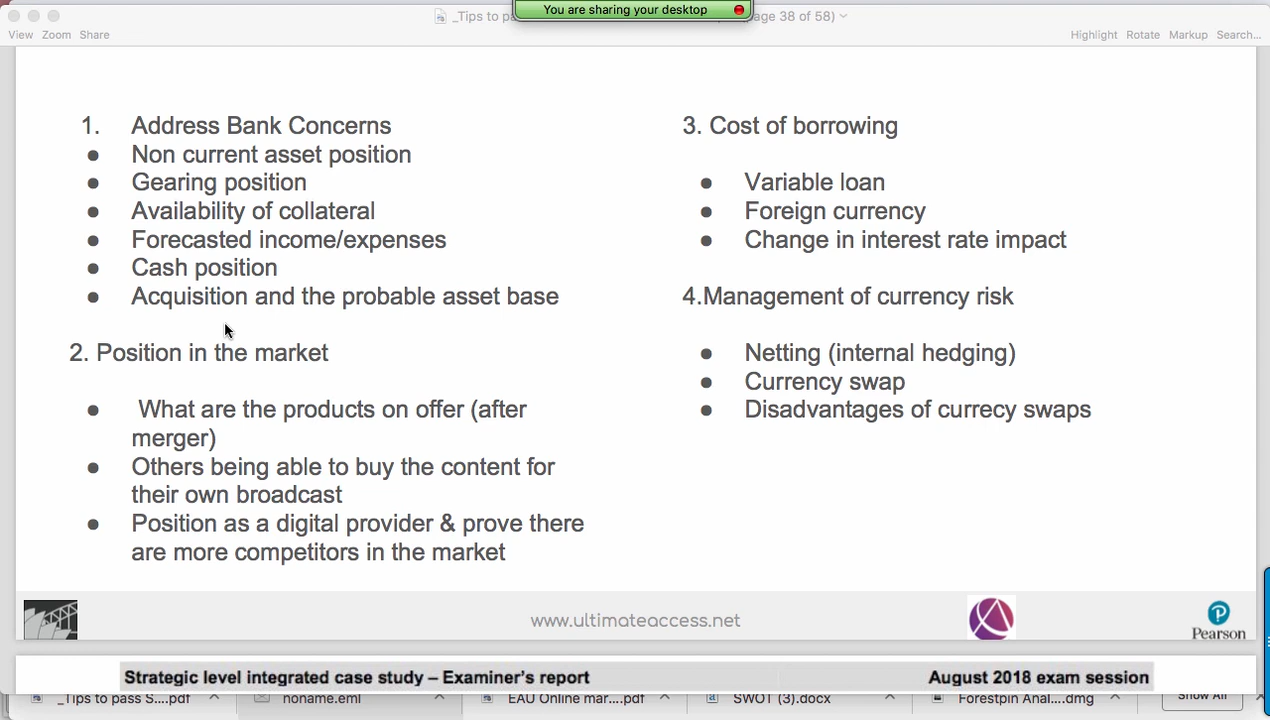 You are sharing your desktop
_Tips to pa
age 38 of 58)
View Zoom Share
Highlight Rotate Markup Search...
1. Address Bank Concerns
● Non current asset position
● Gearing position
● Availability of collateral
● Forecasted income/expenses
● Cash position
● Acquisition and the probable asset base
2. Position in the market
● What are the products on offer (after
merger)
● Others being able to buy the content for
their own broadcast
● Position as a digital provider & prove there
are more competitors in the market
3. Cost of borrowing
● Variable loan
● Foreign currency
● Change in interest rate impact
4.Management of currency risk
● Netting (internal hedging)
● Currency swap
● Disadvantages of currecy swaps
www.ultimateaccess.net
Pearson
Strategic level integrated case study – Examiner's report
August 2018 exam session
_Tips to pass S....pdf
noname.eml
EAU Online mar....pdf
SWOT (3).docx
Forestpin Anal....dmg
Show All